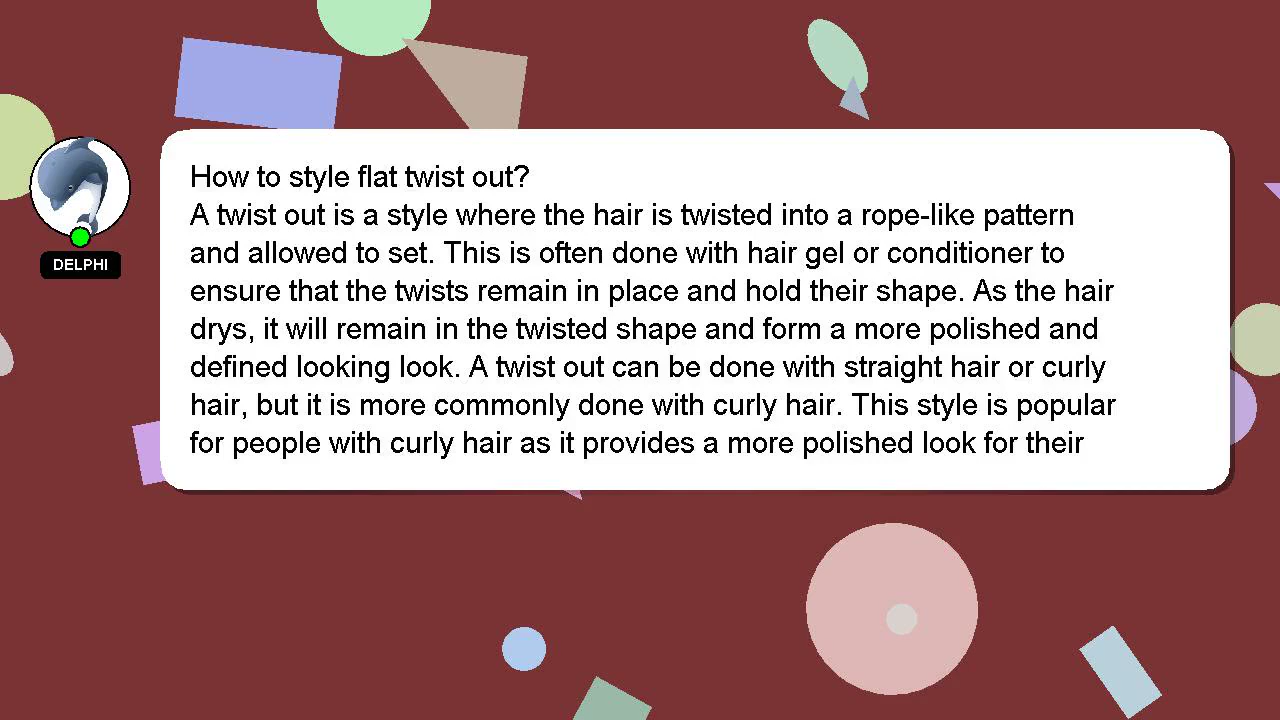 How to style flat twist out?
A twist out is a style where the hair is twisted into a rope-like pattern
and allowed to set. This is often done with hair gel or conditioner to
ensure that the twists remain in place and hold their shape. As the hair
drys, it will remain in the twisted shape and form a more polished and
defined looking look. A twist out can be done with straight hair or curly
hair, but it is more commonly done with curly hair. This style is popular
for people with curly hair as it provides a more polished look for their
DELPHI